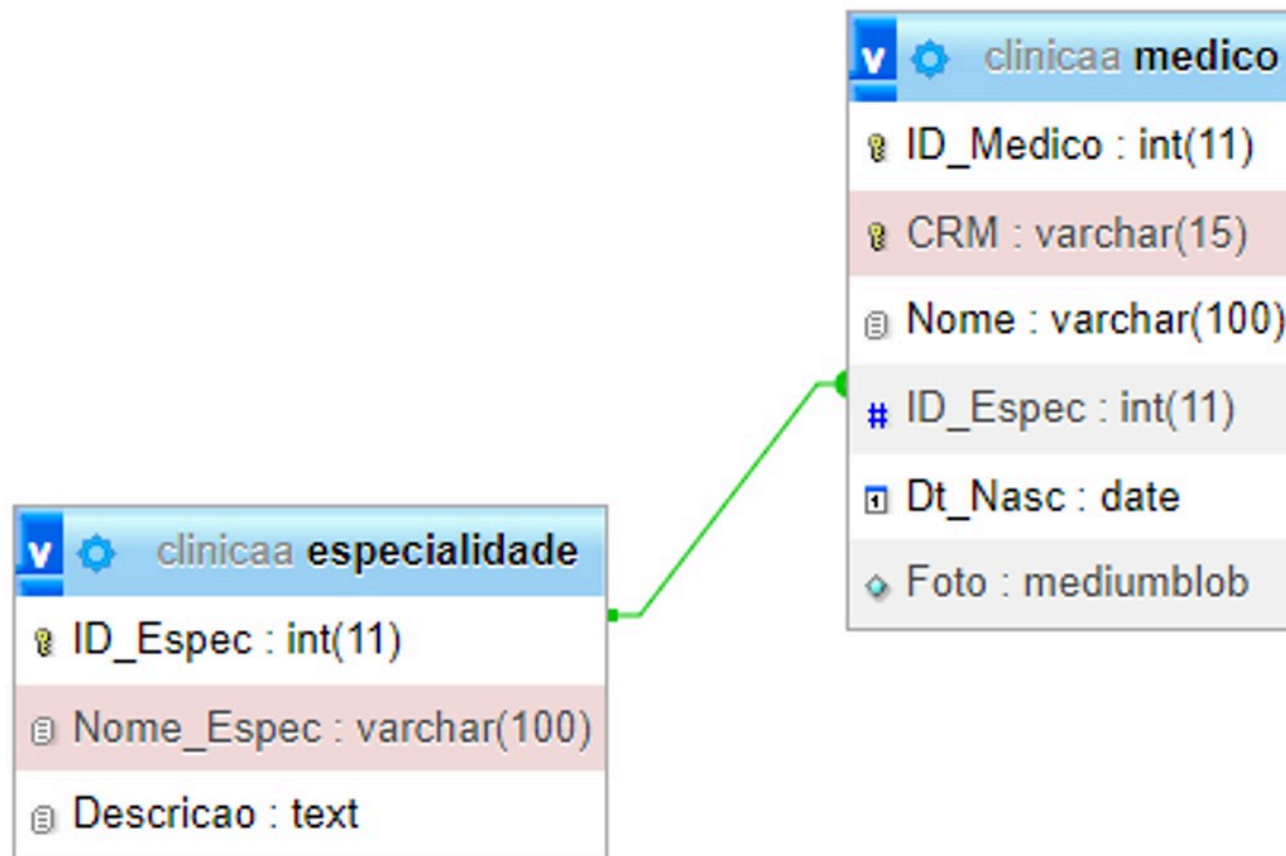 v clinicaa medico
ID_Medico : int(11)
CRM : varchar(15)
Nome : varchar(100)
# ID_Espec : int(11)
Dt_Nasc : date
Foto : mediumblob
v clinicaa especialidade
ID_Espec : int(11)
Nome_Espec : varchar(100)
Descricao : text